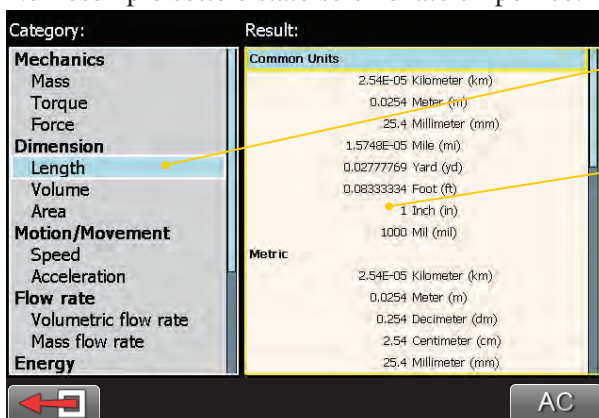 Category:
Mechanics
Mass
Torque
Force
Dimension
Length
Volume
Area
Motion/Movement
Speed
Acceleration
Flow rate
Volumetric flow rate
Mass flow rate
Energy
Result:
Common Units
2.54E-05 Kilometer (km)
0.0254 Meter (m)
25.4 Millimeter (mm)
1.5748E-05 Mile (mi)
0.02777769 Yard (yd)
0.08333334 Foot (ft)
1 Inch (in)
1000 Mil (mil)
Metric
2.54E-05 Kilometer (km)
0.0254 Meter (m)
0.254 Decimeter (dm)
2.54 Centimeter (cm)
25.4 Millimeter (mm)
AC